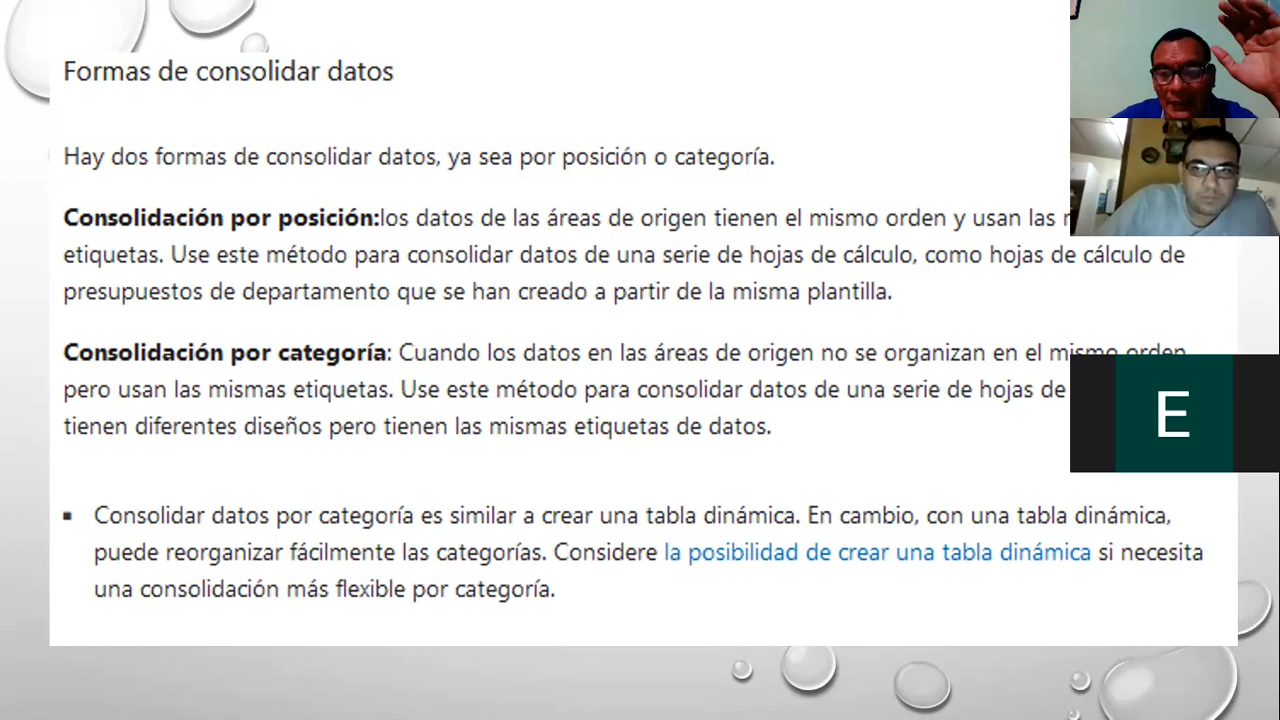 Formas de consolidar datos
Hay dos formas de consolidar datos, ya sea por posición o categoría.
Consolidación por posición:los datos de las áreas de origen tienen el mismo orden y usan las
etiquetas. Use este método para consolidar datos de una serie de hojas de cálculo, como hojas de cálculo de
presupuestos de departamento que se han creado a partir de la misma plantilla.
Consolidación por categoría: Cuando los datos en las áreas de origen no se organizan en el mismo orden
pero usan las mismas etiquetas. Use este método para consolidar datos de una serie de hojas de
tienen diferentes diseños pero tienen las mismas etiquetas de datos.
E
▪ Consolidar datos por categoría es similar a crear una tabla dinámica. En cambio, con una tabla dinámica,
puede reorganizar fácilmente las categorías. Considere la posibilidad de crear una tabla dinámica si necesita
una consolidación más flexible por categoría.